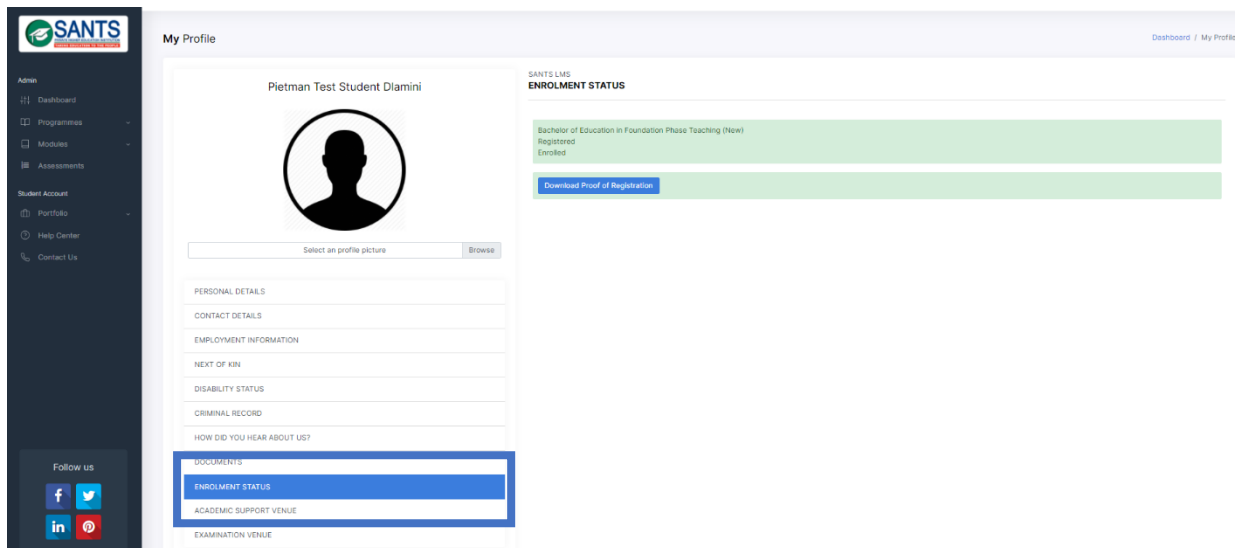 SANTS
My Profile
Dashboard / My Profile
Admin
Dashboard
Programmes
Modules
Assessments
Student Account
Portfolio
Help Center
Contact Us
Follow us
Pietman Test Student Dlamini
Select an profile picture
Browse
PERSONAL DETAILS
CONTACT DETAILS
EMPLOYMENT INFORMATION
NEXT OF KIN
DISABILITY STATUS
CRIMINAL RECORD
HOW DID YOU HEAR ABOUT US?
DOCUMENTS
ENROLMENT STATUS
ACADEMIC SUPPORT VENUE
EXAMINATION VENUE
SANTS LMS
ENROLMENT STATUS
Bachelor of Education in Foundation Phase Teaching (New)
Registered
Enrolled
Download Proof of Registration